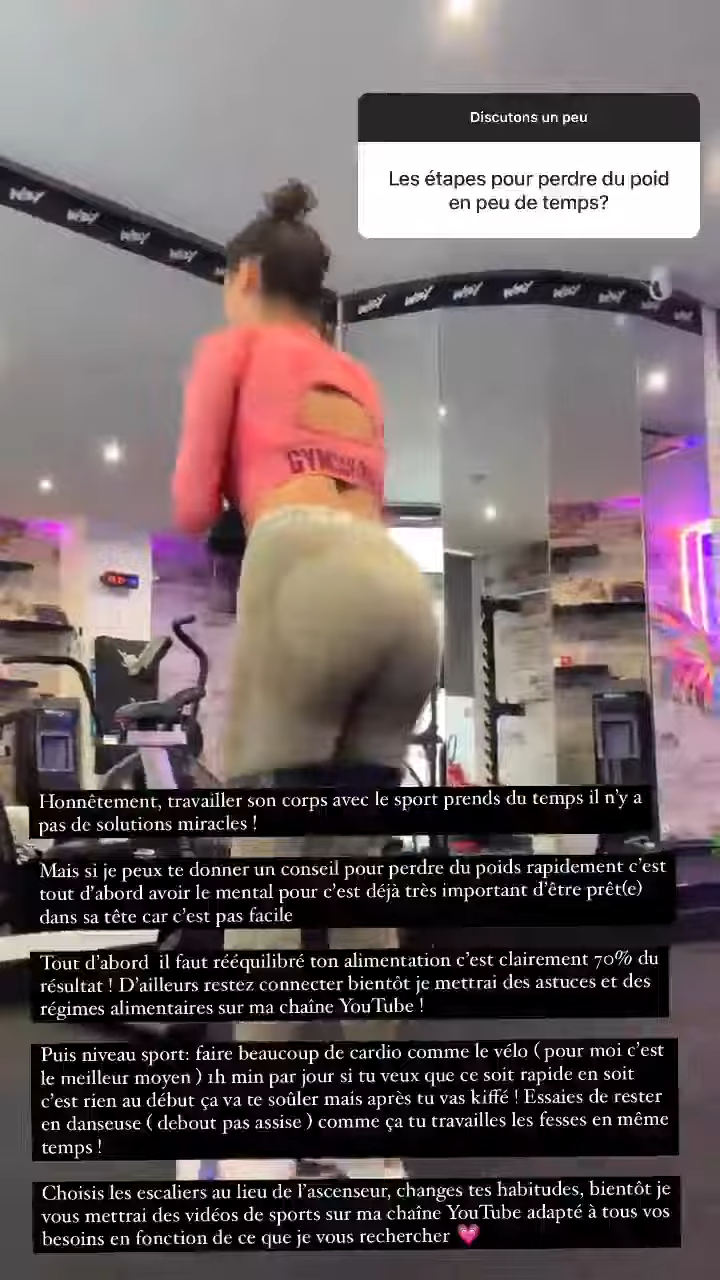 Discutons un peu
Les étapes pour perdre du poid
en peu de temps?
Honnêtement, travailler son corps avec le sport prends du temps il n'y a
pas de solutions miracles !
Mais si je peux te donner un conseil pour perdre du poids rapidement c'est
tout d'abord avoir le mental pour c'est déjà très important d'être prêt(e)
dans sa tête car c'est pas facile
Tout d'abord il faut rééquilibré ton alimentation c'est clairement 70% du
résultat ! D'ailleurs restez connecter bientôt je mettrai des astuces et des
régimes alimentaires sur ma chaîne YouTube !
Puis niveau sport: faire beaucoup de cardio comme le vélo ( pour moi c'est
le meilleur moyen ) 1h min par jour si tu veux que ce soit rapide en soit
c'est rien au début ça va te soûler mais après tu vas kiffé ! Essaies de rester
en danseuse ( debout pas assise ) comme ça tu travailles les fesses en même
temps !
Choisis les escaliers au lieu de l'ascenseur, changes tes habitudes, bientôt je
vous mettrai des vidéos de sports sur ma chaîne YouTube adapté à tous vos
besoins en fonction de ce que je vous rechercher 💗